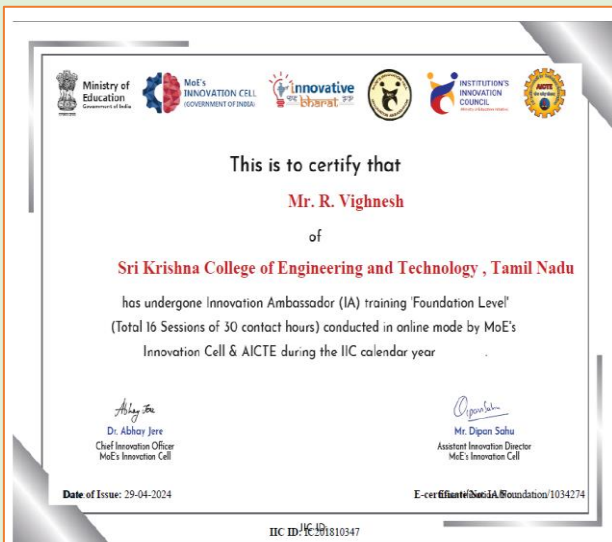 Ministry of
Education
Government of India
MoE's
INNOVATION CELL
(GOVERNMENT OF INDIA)
innovative
bharat
INSTITUTION'S
INNOVATION
COUNCIL
AICTE
This is to certify that
Mr. R. Vighnesh
of
Sri Krishna College of Engineering and Technology , Tamil Nadu
has undergone Innovation Ambassador (IA) training 'Foundation Level'
(Total 16 Sessions of 30 contact hours) conducted in online mode by MoE's
Innovation Cell & AICTE during the IIC calendar year .
Dr. Abhay Jere
Chief Innovation Officer
MoE's Innovation Cell
Mr. Dipan Sahu
Assistant Innovation Director
MoE's Innovation Cell
Date of Issue: 29-04-2024
Foundation/1034274
IIC ID